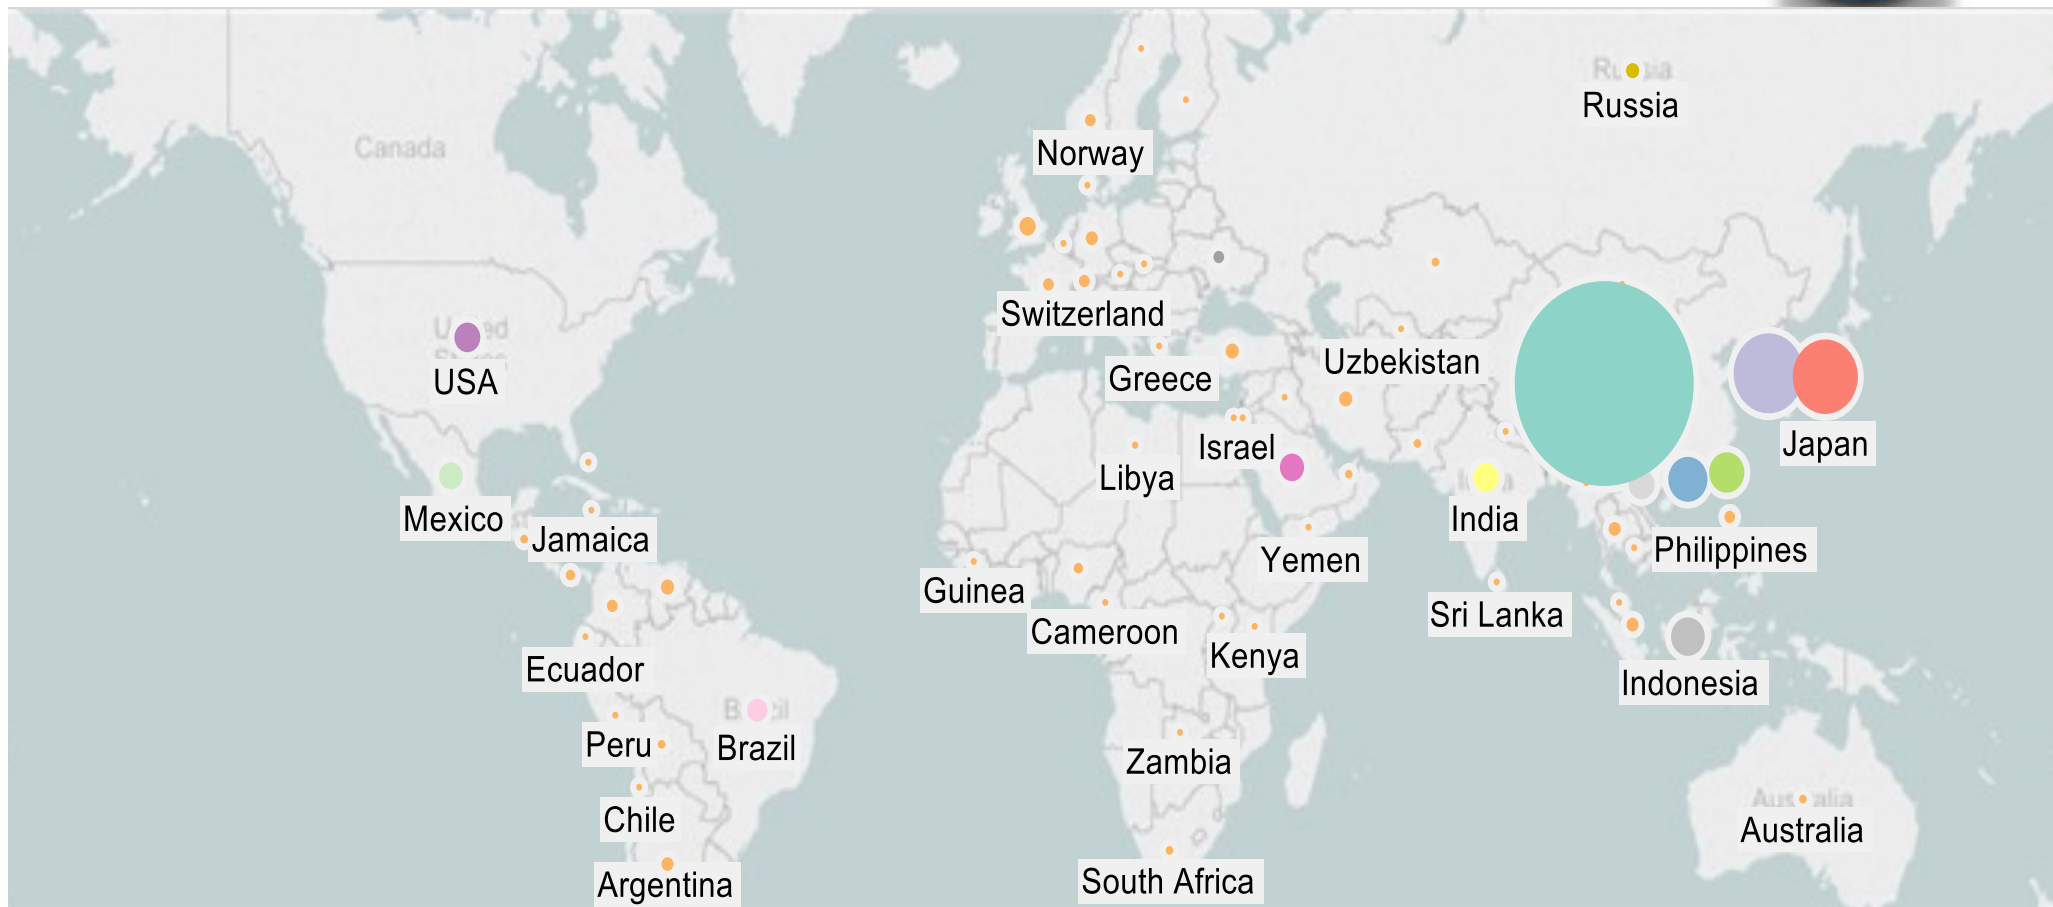 Russia
Canada
Norway
Switzerland
USA
Uzbekistan
Greece
Japan
Israel
Libya
Mexico
India
Jamaica
Philippines
Yemen
Guinea
Sri Lanka
Cameroon
Kenya
Ecuador
Indonesia
Peru
Brazil
Zambia
Chile
Australia
South Africa
Argentina